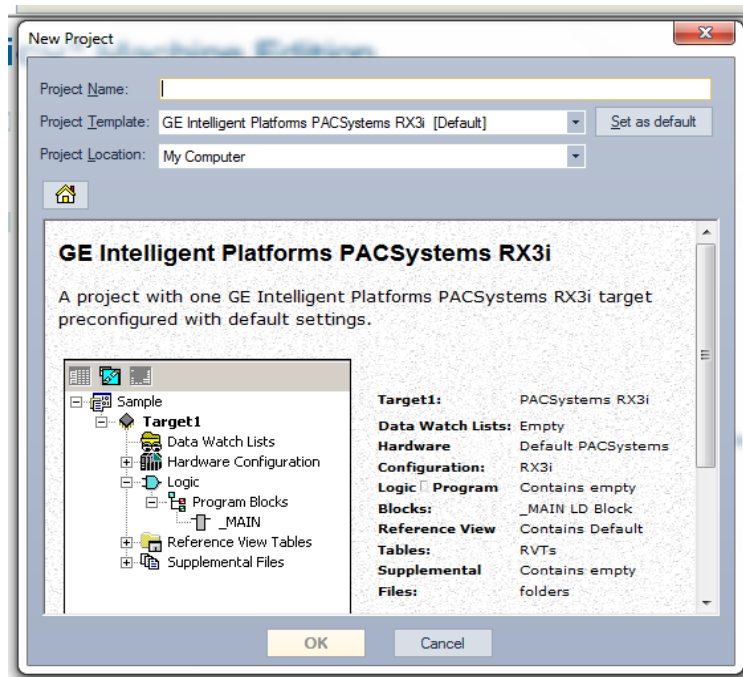 Machine Edition
New Project
Project Name:
Project Template: GE Intelligent Platforms PACSystems RX3i [Default] Set as default
Project Location: My Computer
GE Intelligent Platforms PACSystems RX3i
A project with one GE Intelligent Platforms PACSystems RX3i target
preconfigured with default settings.
Sample
Target1
Data Watch Lists
Hardware Configuration
Logic
Program Blocks
_MAIN
Reference View Tables
Supplemental Files
Target1: PACSystems RX3i
Data Watch Lists: Empty
Hardware Default PACSystems
Configuration: RX3i
Logic Program Contains empty
Blocks: _MAIN LD Block
Reference View Contains Default
Tables: RVTs
Supplemental Contains empty
Files: folders
OK Cancel